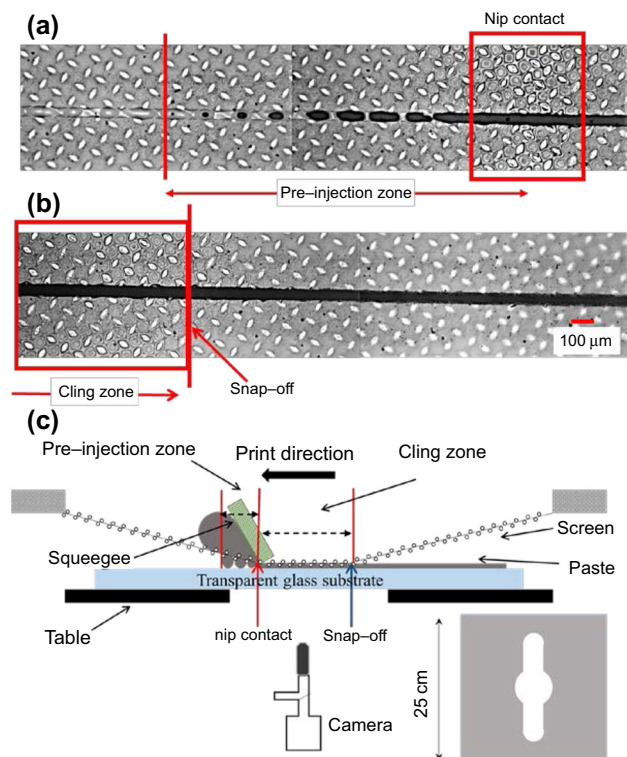 (a)
Nip contact
Pre–injection zone
(b)
100 μm
Cling zone
Snap–off
(c)
Pre–injection zone
Print direction
Cling zone
Screen
Squeegee
Paste
Transparent glass substrate
Table
nip contact
Snap–off
25 cm
Camera